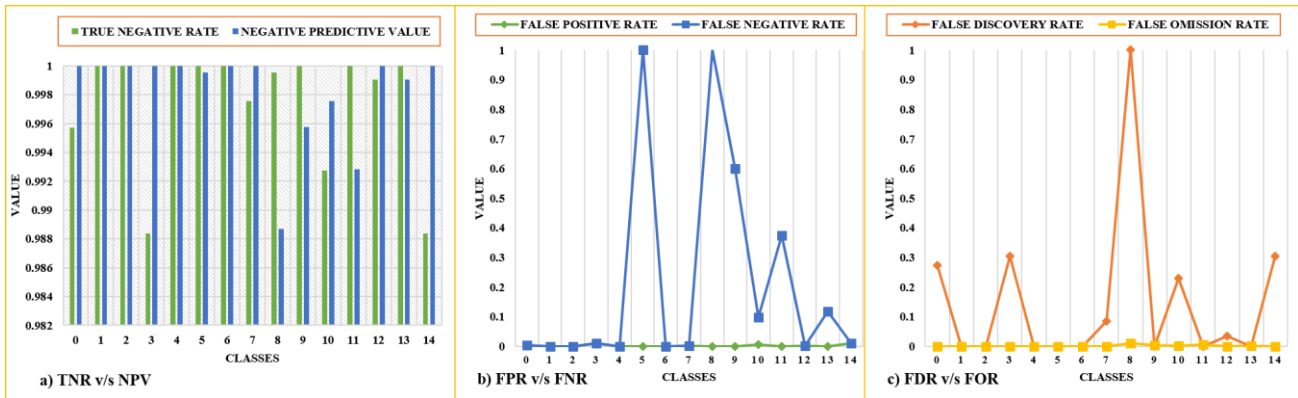 TRUE NEGATIVE RATE NEGATIVE PREDICTIVE VALUE
1
0.998
0.996
0.994
0.992
0.99
0.988
0.986
0.984
0.982
VALUE
0 1 2 3 4 5 6 7 8 9 10 11 12 13 14
CLASSES
a) TNR v/s NPV
FALSE POSITIVE RATE FALSE NEGATIVE RATE
1
0.9
0.8
0.7
0.6
0.5
0.4
0.3
0.2
0.1
0
VALUE
0 1 2 3 4 5 6 7 8 9 10 11 12 13 14
CLASSES
b) FPR v/s FNR
FALSE DISCOVERY RATE FALSE OMISSION RATE
1
0.9
0.8
0.7
0.6
0.5
0.4
0.3
0.2
0.1
0
VALUE
0 1 2 3 4 5 6 7 8 9 10 11 12 13 14
CLASSES
c) FDR v/s FOR